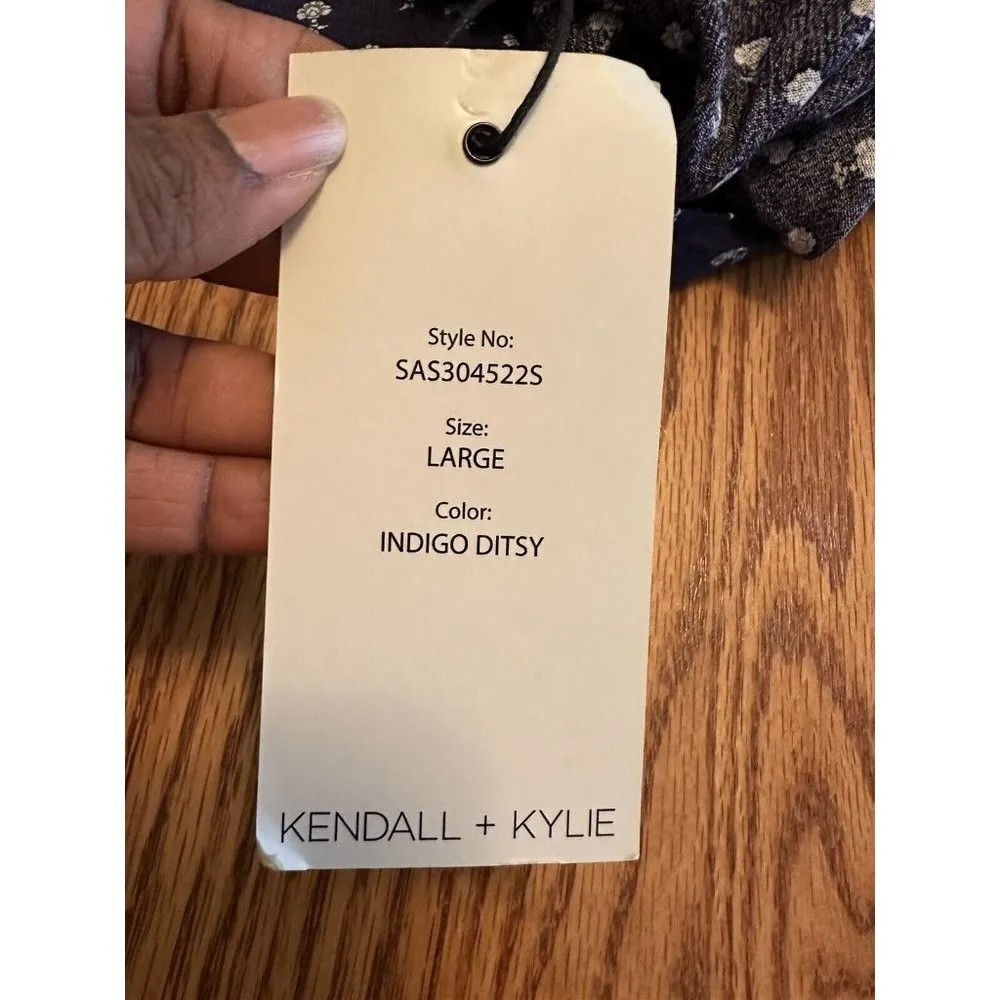 Style No:
SAS304522S
Size:
LARGE
Color:
INDIGO DITSY
KENDALL + KYLIE